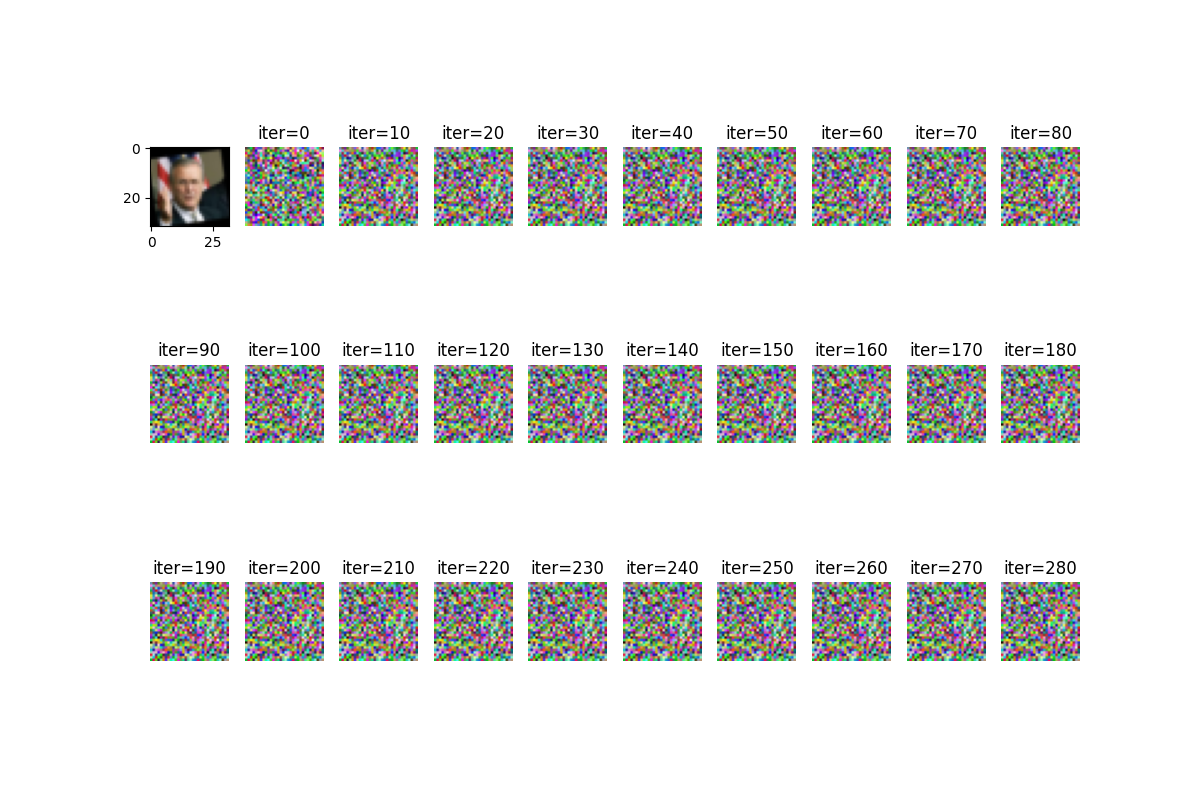 iter=0 iter=10 iter=20 iter=30 iter=40 iter=50 iter=60 iter=70 iter=80
0
20
0 25
iter=90 iter=100 iter=110 iter=120 iter=130 iter=140 iter=150 iter=160 iter=170 iter=180
iter=190 iter=200 iter=210 iter=220 iter=230 iter=240 iter=250 iter=260 iter=270 iter=280